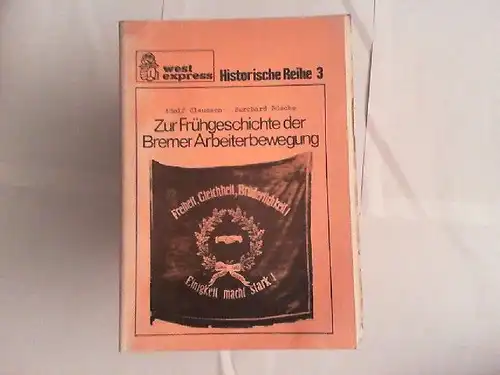 west
express
Historische Reihe 3
Adolf Claussen Burchard Bösche
Zur Frühgeschichte der
Bremer Arbeiterbewegung
Freiheit, Gleichheit, Brüderlichkeit!
Einigkeit macht stark!